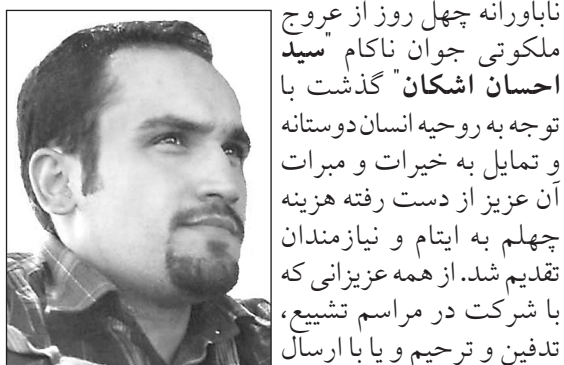 ناباورانه چهل روز از عروج
ملکوتی جوان ناکام "سید
احسان اشکان" گذشت با
توجه به روحیه انسان‌دوستانه
و تمایل به خیرات و مبرات
آن عزیز از دست رفته هزینه
چهلم به ایتام و نیازمندان
تقدیم شد. از همه عزیزانی که
با شرکت در مراسم تشییع،
تدفین و ترحیم و یا با ارسال